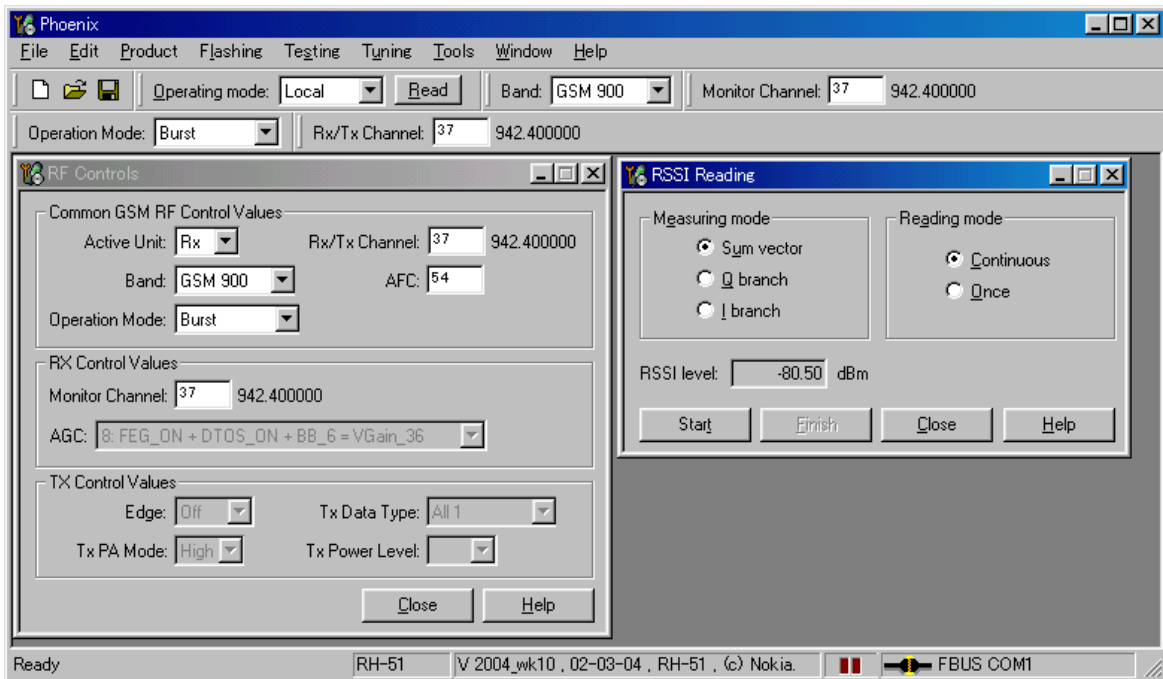 Phoenix
File Edit Product Flashing Testing Tuning Tools Window Help
Operating mode: Local Read Band: GSM 900 Monitor Channel: 37 942.400000
Operation Mode: Burst Rx/Tx Channel: 37 942.400000
RF Controls
Common GSM RF Control Values
Active Unit: Rx Rx/Tx Channel: 37 942.400000
Band: GSM 900 AFC: 54
Operation Mode: Burst
RX Control Values
Monitor Channel: 37 942.400000
AGC: 8: FEG_ON + DTOS_ON + BB_6 = VGain_36
TX Control Values
Edge: Off Tx Data Type: All 1
Tx PA Mode: High Tx Power Level:
Close Help
RSSI Reading
Measuring mode
Sum vector
Q branch
I branch
Reading mode
Continuous
Once
RSSI level: -80.50 dBm
Start Finish Close Help
Ready RH-51 V 2004_wk10 , 02-03-04 , RH-51 , (c) Nokia. FBUS COM1